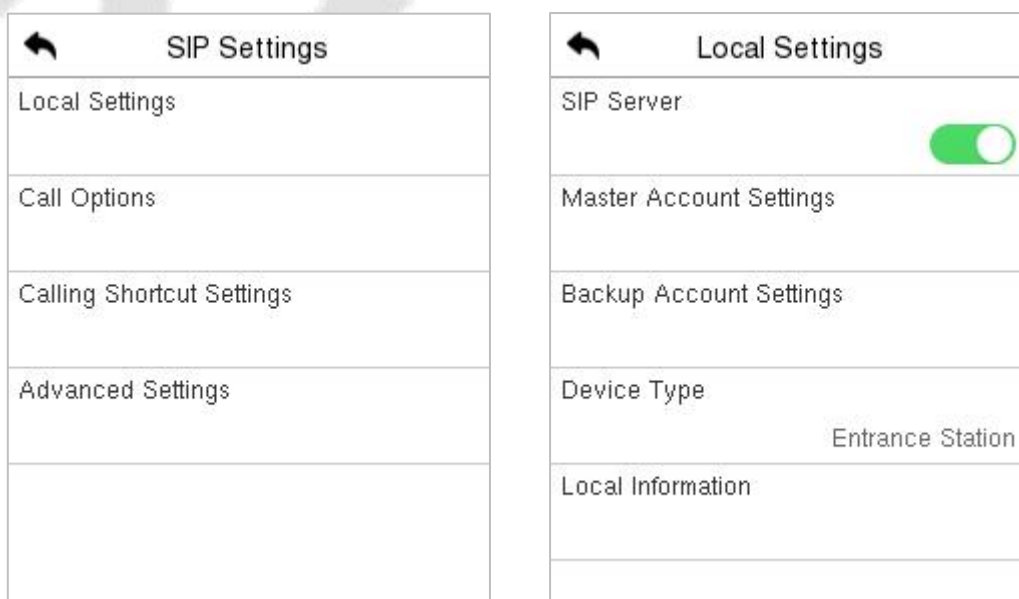 SIP Settings
Local Settings
Call Options
Calling Shortcut Settings
Advanced Settings
Local Settings
SIP Server
Master Account Settings
Backup Account Settings
Device Type
Entrance Station
Local Information